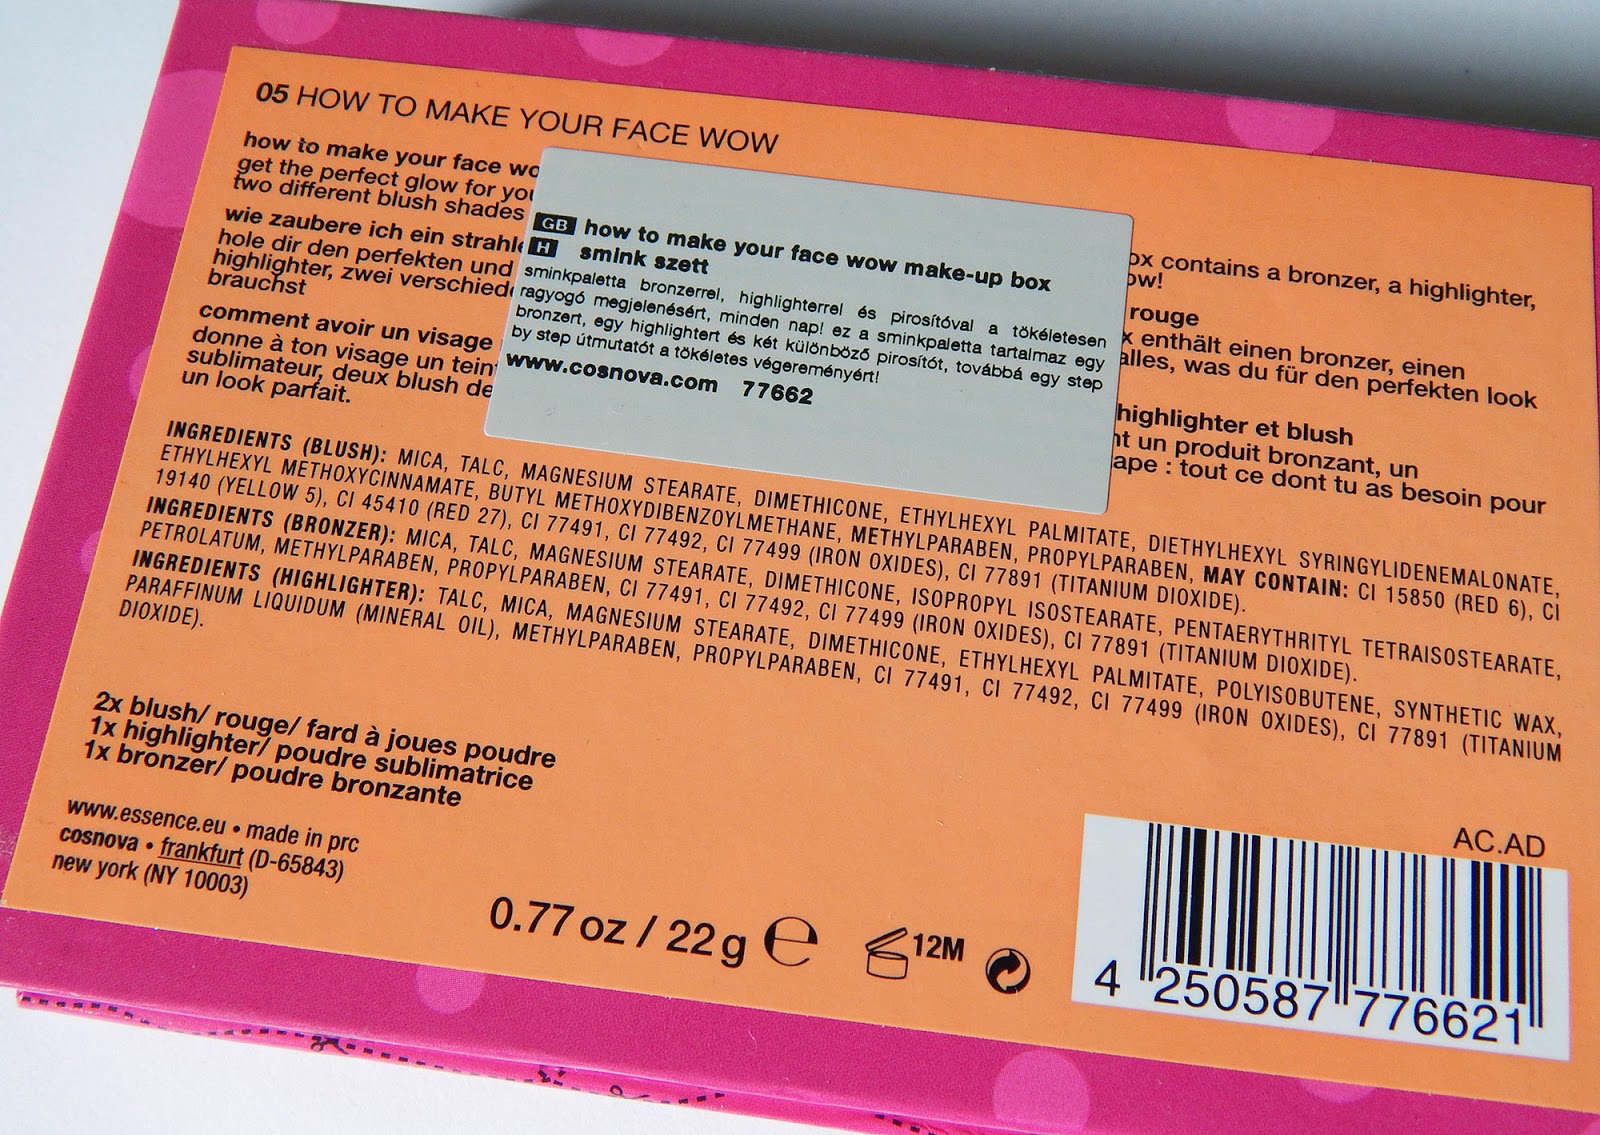 05 HOW TO MAKE YOUR FACE WOW
how to make your face
get the perfect glow for
two different blush shades
wie zaubere ich ein
hole dir den perfekten und
highlighter, zwei
brauchst
comment avoir un visage
donne à ton visage un teint
sublimateur, deux blush
un look parfait.
GB how to make your face wow make-up box
H smink szett
sminkpaletta bronzerrel, highlighterrel és pirosítóval a tökéletesen
ragyogó megjelenésért, minden nap! ez a sminkpaletta tartalmaz egy
bronzert, egy highlightert és két különböző pirosítót, továbbá egy step
by step útmutatót a tökéletes végereményért!
www.cosnova.com 77662
contains a bronzer, a highlighter,
rouge
enthält einen bronzer, einen
alles, was du für den perfekten look
highlighter et blush
un produit bronzant, un
: tout ce dont tu as besoin pour
INGREDIENTS (BLUSH): MICA, TALC, MAGNESIUM STEARATE, DIMETHICONE, ETHYLHEXYL PALMITATE, DIETHYLHEXYL SYRINGYLIDENEMALONATE,
ETHYLHEXYL METHOXYCINNAMATE, BUTYL METHOXYDIBENZOYLMETHANE, METHYLPARABEN, PROPYLPARABEN, MAY CONTAIN: CI 15850 (RED 6), CI
19140 (YELLOW 5), CI 45410 (RED 27), CI 77491, CI 77492, CI 77499 (IRON OXIDES), CI 77891 (TITANIUM DIOXIDE).
INGREDIENTS (BRONZER): MICA, TALC, MAGNESIUM STEARATE, DIMETHICONE, ISOPROPYL ISOSTEARATE, PENTAERYTHRITYL TETRAISOSTEARATE,
PETROLATUM, METHYLPARABEN, PROPYLPARABEN, CI 77491, CI 77492, CI 77499 (IRON OXIDES), CI 77891 (TITANIUM DIOXIDE).
INGREDIENTS (HIGHLIGHTER): TALC, MICA, MAGNESIUM STEARATE, DIMETHICONE, ETHYLHEXYL PALMITATE, POLYISOBUTENE, SYNTHETIC WAX,
PARAFFINUM LIQUIDUM (MINERAL OIL), METHYLPARABEN, PROPYLPARABEN, CI 77491, CI 77492, CI 77499 (IRON OXIDES), CI 77891 (TITANIUM
DIOXIDE).
2x blush/ rouge/ fard à joues poudre
1x highlighter/ poudre sublimatrice
1x bronzer/ poudre bronzante
www.essence.eu • made in prc
cosnova • frankfurt (D-65843)
new york (NY 10003)
0.77 oz / 22 g e
12M
AC.AD
4 250587 776621